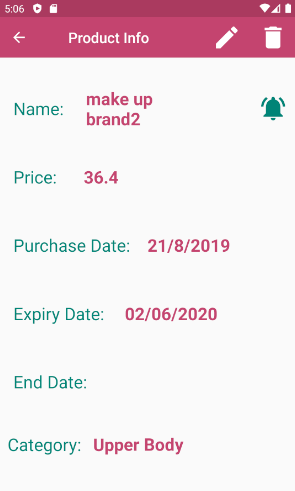 5:06
Product Info
Name: make up
brand2
Price: 36.4
Purchase Date: 21/8/2019
Expiry Date: 02/06/2020
End Date:
Category: Upper Body